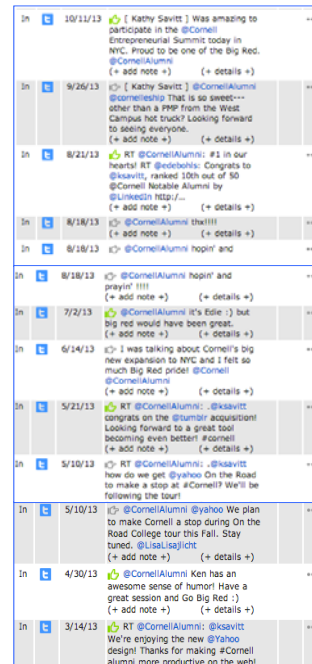 In 10/11/13 [ Kathy Savitt ] Was amazing to
participate in the @Cornell
Entrepreneurial Summit today in
NYC. Proud to be one of the Big Red.
@CornellAlumni
(+ add note +) (+ details +)
In 9/26/13 [ Kathy Savitt ] @CornellAlumni
@cornelleship That is so sweet---
other than a PMP from the West
Campus hot truck? Looking forward
to seeing everyone.
(+ add note +) (+ details +)
In 8/21/13 RT @CornellAlumni: #1 in our
hearts! RT @edebohls: Congrats to
@ksavitt, ranked 10th out of 50
@Cornell Notable Alumni by
@LinkedIn http:/...
(+ add note +) (+ details +)
In 8/18/13 @CornellAlumni thx!!!!
(+ add note +) (+ details +)
In 8/18/13 @CornellAlumni hopin' and
In 8/18/13 @CornellAlumni hopin' and
prayin' !!!!
(+ add note +) (+ details +)
In 7/2/13 @CornellAlumni it's Edie :) but
big red would have been great.
(+ add note +) (+ details +)
In 6/14/13 I was talking about Cornell's big
new expansion to NYC and I felt so
much Big Red pride! @Cornell
@CornellAlumni
(+ add note +) (+ details +)
In 5/21/13 RT @CornellAlumni: .@ksavitt
congrats on the @tumblr acquisition!
Looking forward to a great tool
becoming even better! #cornell
(+ add note +) (+ details +)
In 5/10/13 RT @CornellAlumni: .@ksavitt
how do we get @yahoo On the Road
to make a stop at #Cornell? We'll be
following the tour!
In 5/10/13 @CornellAlumni @yahoo We plan
to make Cornell a stop during On the
Road College tour this Fall. Stay
tuned. @LisaLisaJlicht
(+ add note +) (+ details +)
In 4/30/13 @CornellAlumni Ken has an
awesome sense of humor! Have a
great session and Go Big Red :)
(+ add note +) (+ details +)
In 3/14/13 RT @CornellAlumni: @ksavitt
We're enjoying the new @Yahoo
design! Thanks for making #Cornell
alumni more productive on the web!